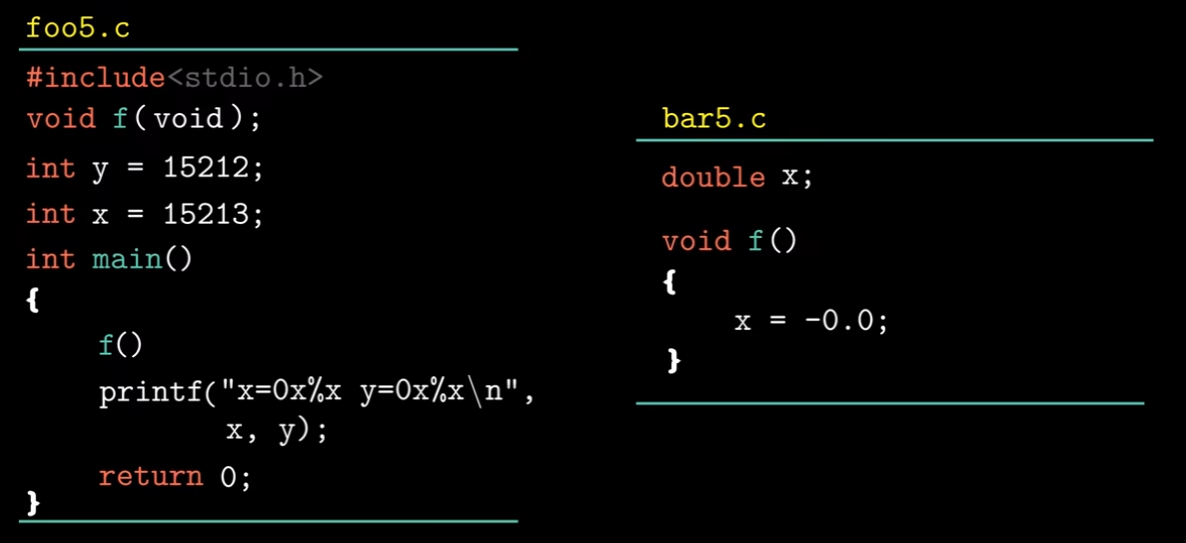 foo5.c
#include<stdio.h>
void f(void);
int y = 15212;
int x = 15213;
int main()
{
f()
printf("x=0x%x y=0x%x\n",
x, y);
return 0;
}
bar5.c
double x;
void f()
{
x = -0.0;
}